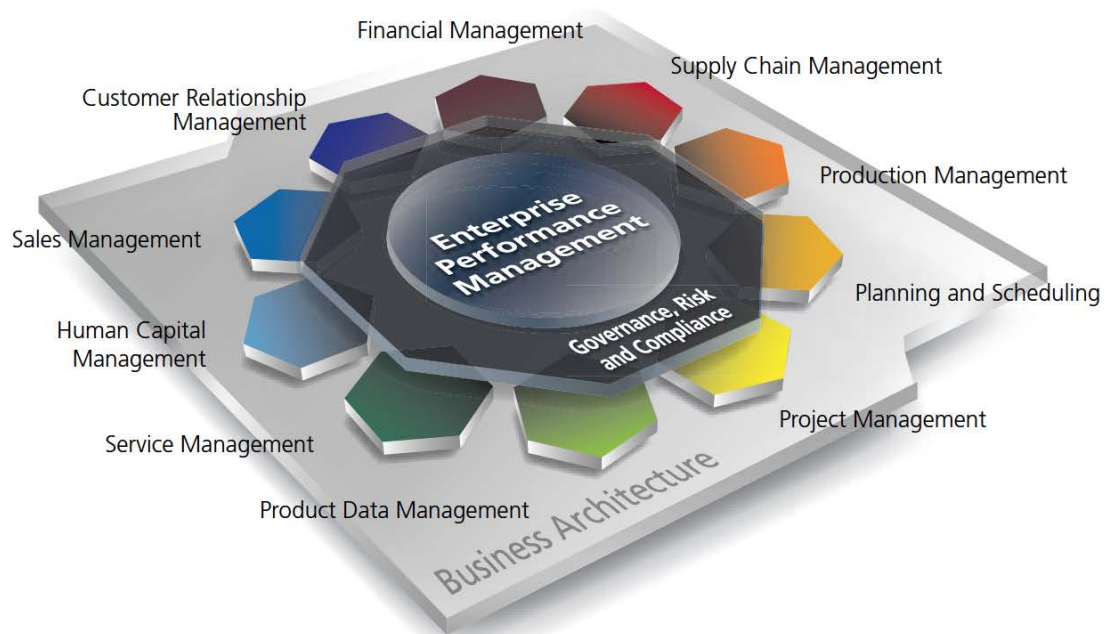 Financial Management
Supply Chain Management
Customer Relationship
Management
Production Management
Enterprise
Performance
Management
Sales Management
Planning and Scheduling
Governance, Risk
and Compliance
Human Capital
Management
Project Management
Service Management
Product Data Management
Business Architecture